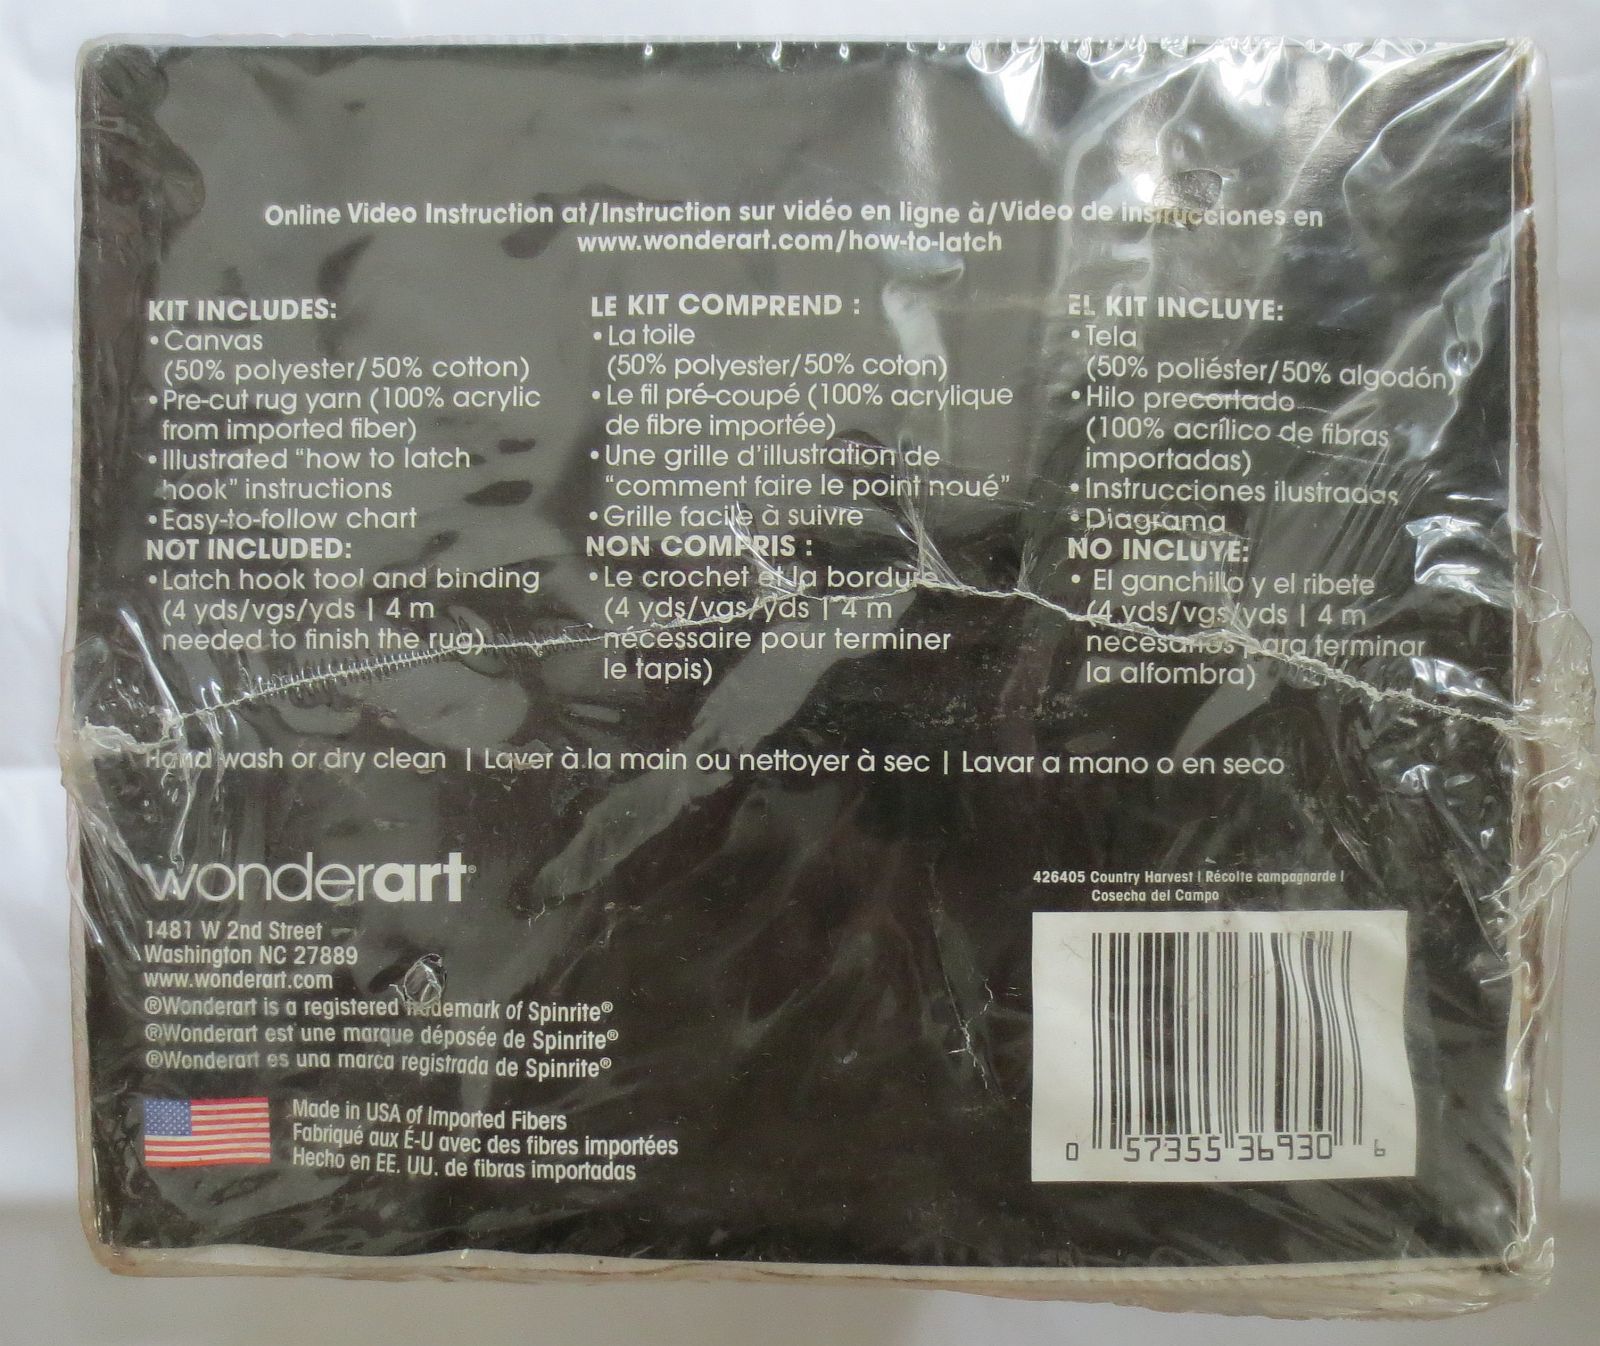 Online Video Instruction at/Instruction sur vidéo en ligne à/Video de instrucciones en
www.wonderart.com/how-to-latch
KIT INCLUDES:
• Canvas
(50% polyester/50% cotton)
• Pre-cut rug yarn (100% acrylic
from imported fiber)
• Illustrated “how to latch
hook” instructions
• Easy-to-follow chart
NOT INCLUDED:
• Latch hook tool and binding
(4 yds/vgs/yds | 4 m
needed to finish the rug)
LE KIT COMPREND :
• La toile
(50% polyester/50% coton)
• Le fil pré-coupé (100% acrylique
de fibre importée)
• Une grille d’illustration de
“comment faire le point noué”
• Grille facile à suivre
NON COMPRIS :
• Le crochet et la bordure
(4 yds/vgs/yds | 4 m
nécessaire pour terminer
le tapis)
EL KIT INCLUYE:
• Tela
(50% poliéster/50% algodón)
• Hilo precortado
(100% acrílico de fibras
importadas)
• Instrucciones ilustradas
• Diagrama
NO INCLUYE:
• El ganchillo y el ribete
(4 yds/vgs/yds | 4 m
necesarios para terminar
la alfombra)
Hand wash or dry clean | Laver à la main ou nettoyer à sec | Lavar a mano o en seco
wonderart®
1481 W 2nd Street
Washington NC 27889
www.wonderart.com
®Wonderart is a registered trademark of Spinrite®
®Wonderart est une marque déposée de Spinrite®
®Wonderart es una marca registrada de Spinrite®
Made in USA of Imported Fibers
Fabriqué aux É-U avec des fibres importées
Hecho en EE. UU. de fibras importadas
426405 Country Harvest | Récolte campagnarde |
Cosecha del Campo
0 57355 36930 6